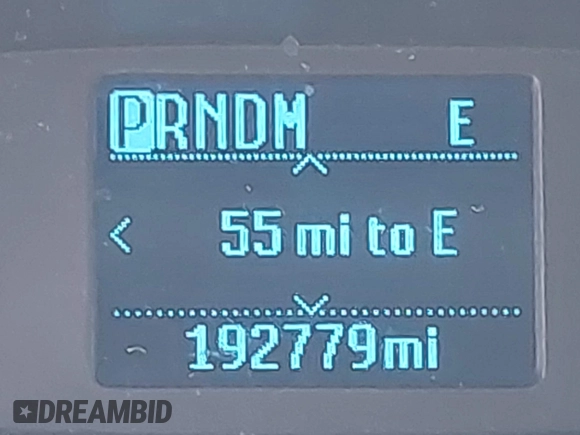 PRNDM E
< 55 mi to E
192779mi
DREAMBID